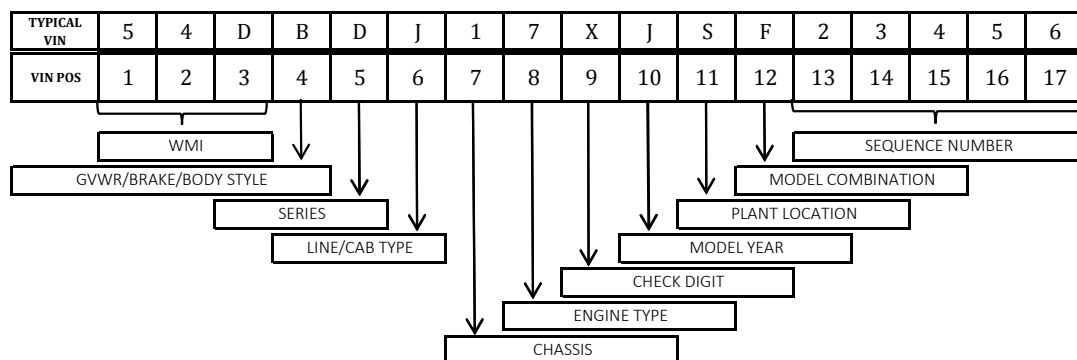 TYPICAL VIN 5 4 D B D J 1 7 X J S F 2 3 4 5 6
VIN POS 1 2 3 4 5 6 7 8 9 10 11 12 13 14 15 16 17
WMI SEQUENCE NUMBER
GVWR/BRAKE/BODY STYLE MODEL COMBINATION
SERIES PLANT LOCATION
LINE/CAB TYPE MODEL YEAR
CHECK DIGIT
ENGINE TYPE
CHASSIS